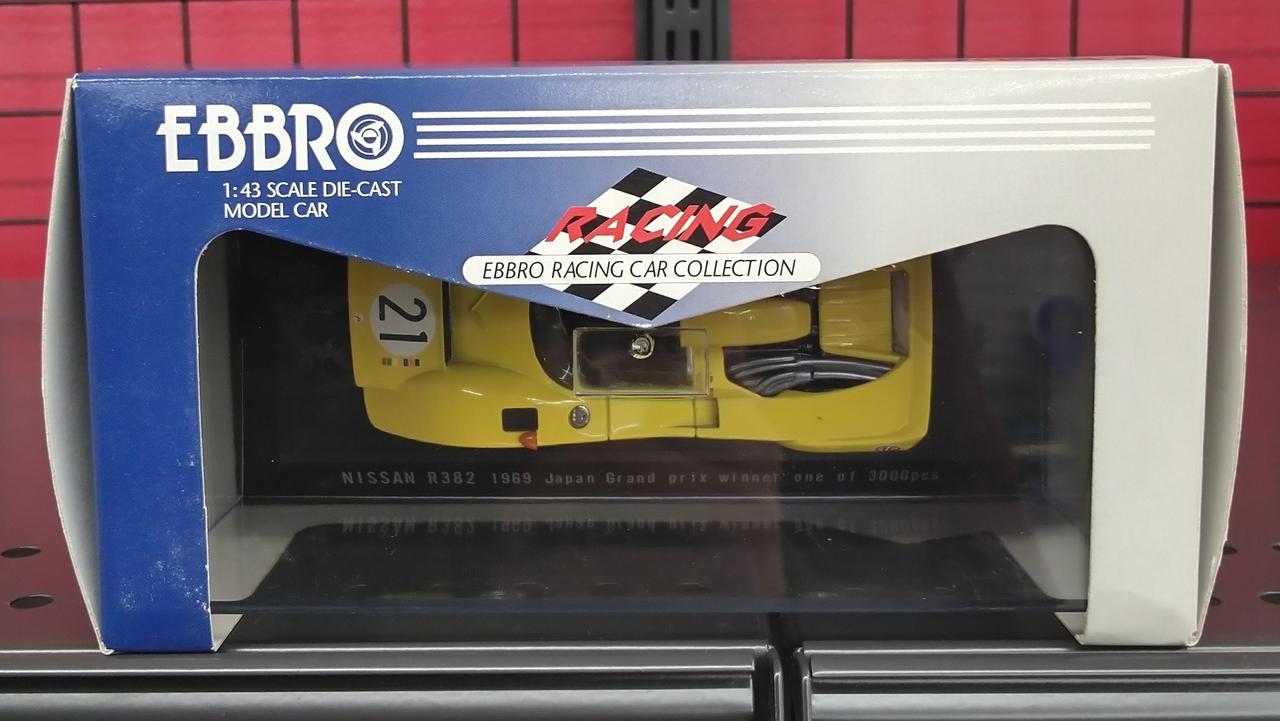 EBBRO
1:43 SCALE DIE-CAST
MODEL CAR
RACING
EBBRO RACING CAR COLLECTION
21
NISSAN R382 1969 Japan Grand prix winner one of 3000pcs